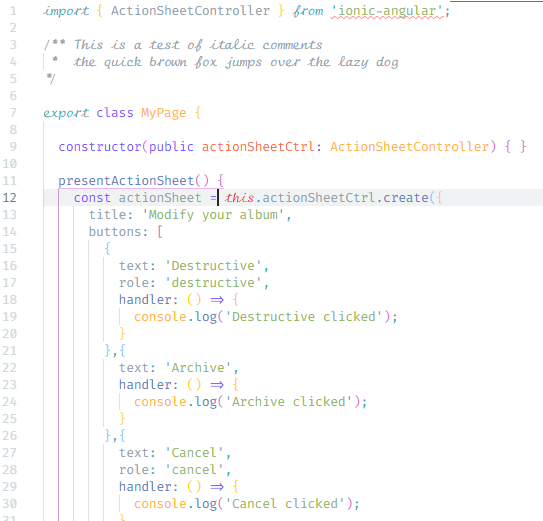 1 import { ActionSheetController } from 'ionic-angular';
2
3 /** This is a test of italic comments
4  *  the quick brown fox jumps over the lazy dog
5 */
6
7 export class MyPage {
8
9   constructor(public actionSheetCtrl: ActionSheetController) { }
10
11   presentActionSheet() {
12     const actionSheet = this.actionSheetCtrl.create({
13       title: 'Modify your album',
14       buttons: [
15         {
16           text: 'Destructive',
17           role: 'destructive',
18           handler: () => {
19             console.log('Destructive clicked');
20           }
21         },{
22           text: 'Archive',
23           handler: () => {
24             console.log('Archive clicked');
25           }
26         },{
27           text: 'Cancel',
28           role: 'cancel',
29           handler: () => {
30             console.log('Cancel clicked');
31           }